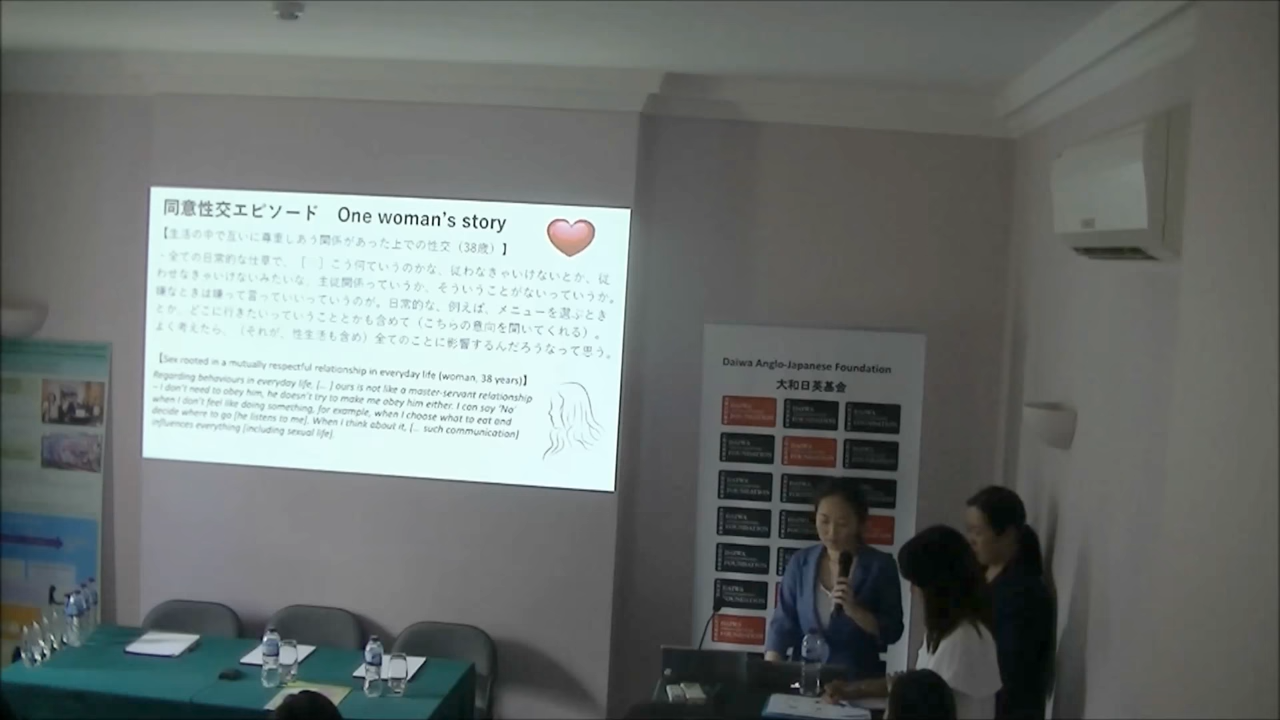 同意性交エピソード One woman's story
【生活の中で互いに尊重しあう関係があった上での性交（38歳）】
・全ての日常的な仕草で、[…] こう何ていうのかな、従わなきゃいけないとか、従
わせなきゃいけないみたいな、主従関係っていうか、そういうことがないっていうか。
嫌なときは嫌って言っていいっていうのが。日常的な、例えば、メニューを選ぶとき
とか、どこに行きたいっていうこととかも含めて（こちらの意向を聞いてくれる）。
よく考えたら、（それが、性生活も含め）全てのことに影響するんだろうなって思う。
【Sex rooted in a mutually respectful relationship in everyday life (woman, 38 years)】
Regarding behaviours in everyday life, [… ] ours is not like a master-servant relationship
– I don't need to obey him, he doesn't try to make me obey him either. I can say 'No'
when I don't feel like doing something, for example, when I choose what to eat and
decide where to go [he listens to me]. When I think about it, [… such communication]
influences everything [including sexual life].
Daiwa Anglo-Japanese Foundation
大和日英基金
DAIWA
FOUNDATION